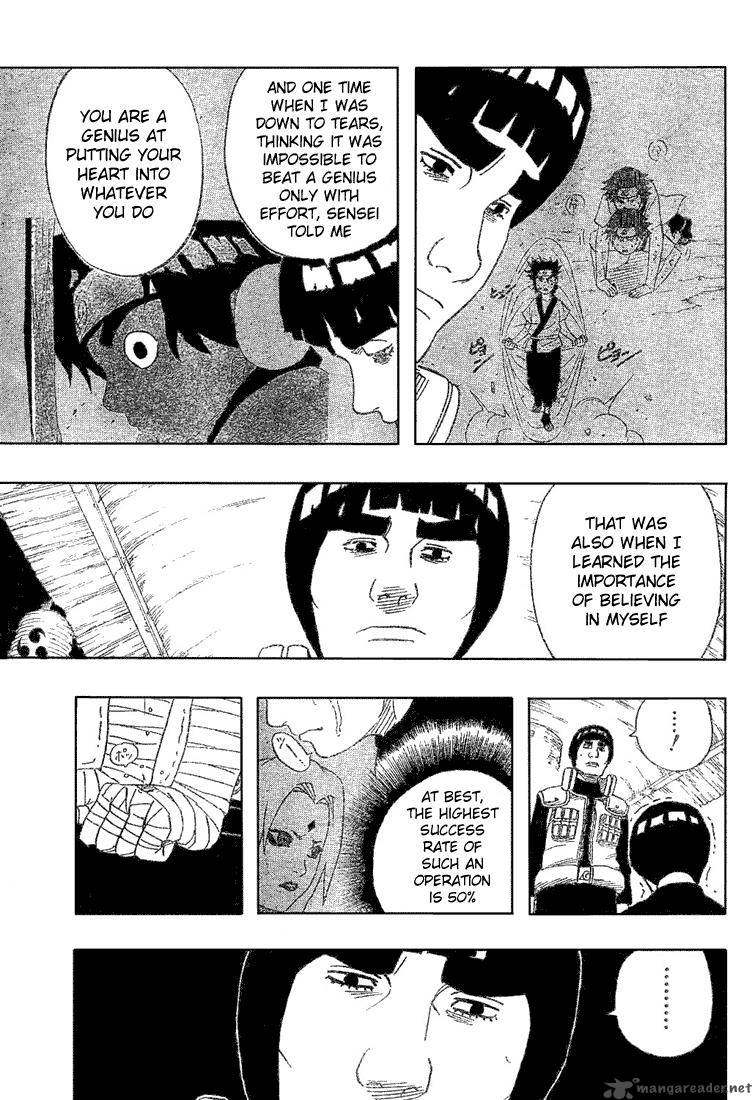 AND ONE TIME
WHEN I WAS
DOWN TO TEARS,
THINKING IT WAS
IMPOSSIBLE TO
BEAT A GENIUS
ONLY WITH
EFFORT, SENSEI
TOLD ME
YOU ARE A
GENIUS AT
PUTTING YOUR
HEART INTO
WHATEVER
YOU DO
THAT WAS
ALSO WHEN I
LEARNED THE
IMPORTANCE
OF BELIEVING
IN MYSELF
AT BEST,
THE HIGHEST
SUCCESS
RATE OF
SUCH AN
OPERATION
IS 50%
mangareader.net